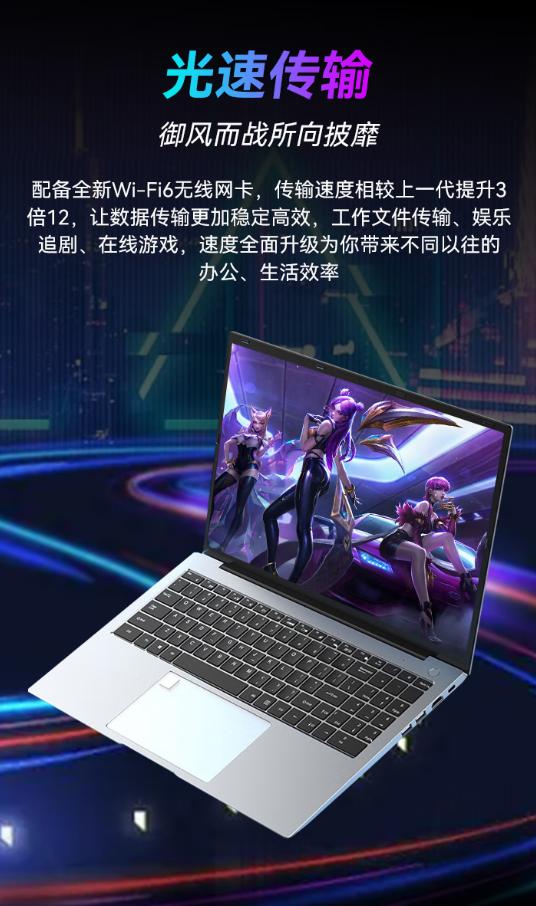 光速传输
御风而战所向披靡
配备全新Wi-Fi6无线网卡，传输速度相较上一代提升3
倍12，让数据传输更加稳定高效，工作文件传输、娱乐
追剧、在线游戏，速度全面升级为你带来不同以往的
办公、生活效率